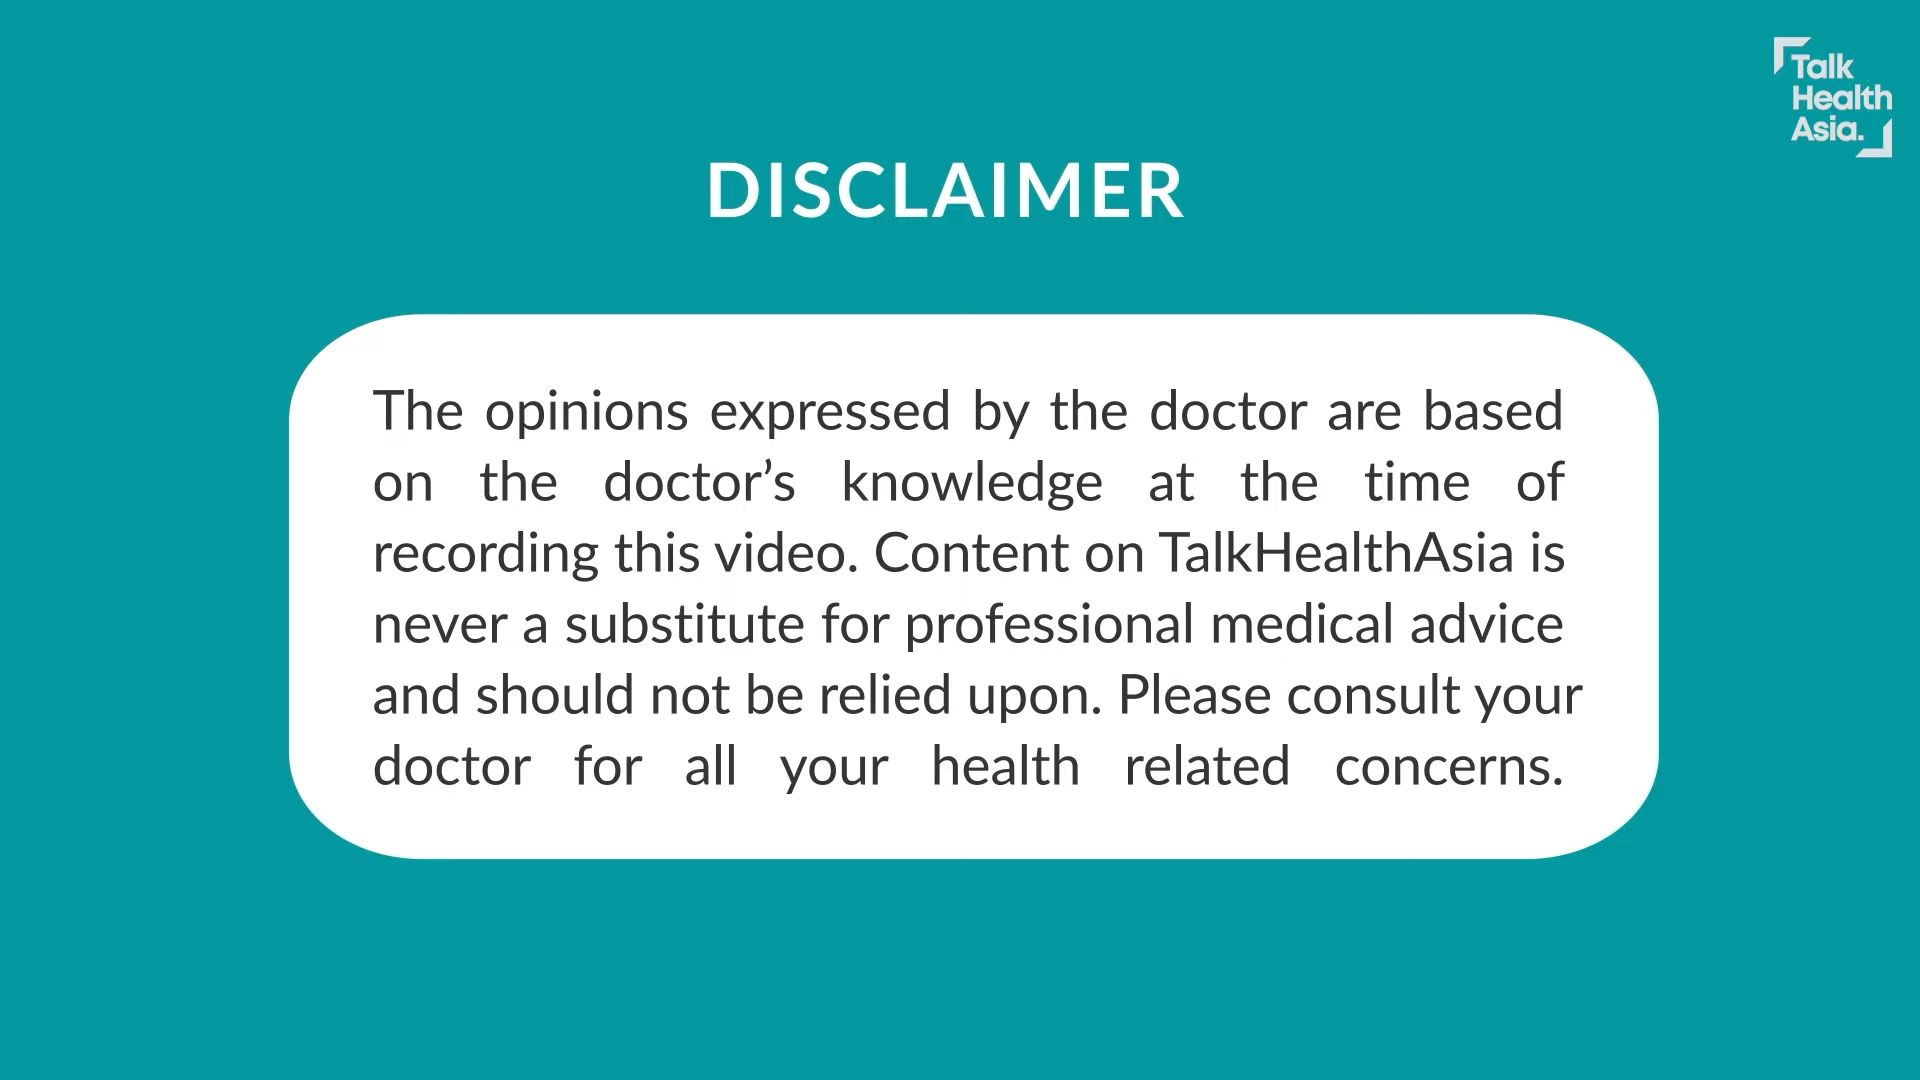 Talk
Health
Asia.
DISCLAIMER
The opinions expressed by the doctor are based
on the doctor’s knowledge at the time of
recording this video. Content on TalkHealthAsia is
never a substitute for professional medical advice
and should not be relied upon. Please consult your
doctor for all your health related concerns.